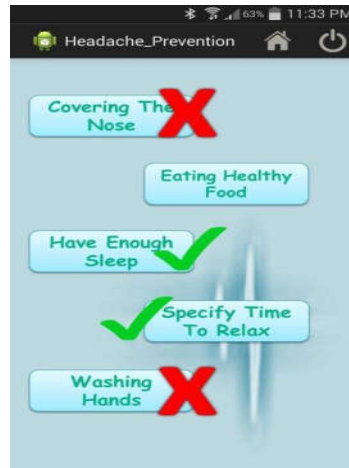 63% 11:33 PM
Headache_Prevention
Covering The
Nose
Eating Healthy
Food
Have Enough
Sleep
Specify Time
To Relax
Washing
Hands